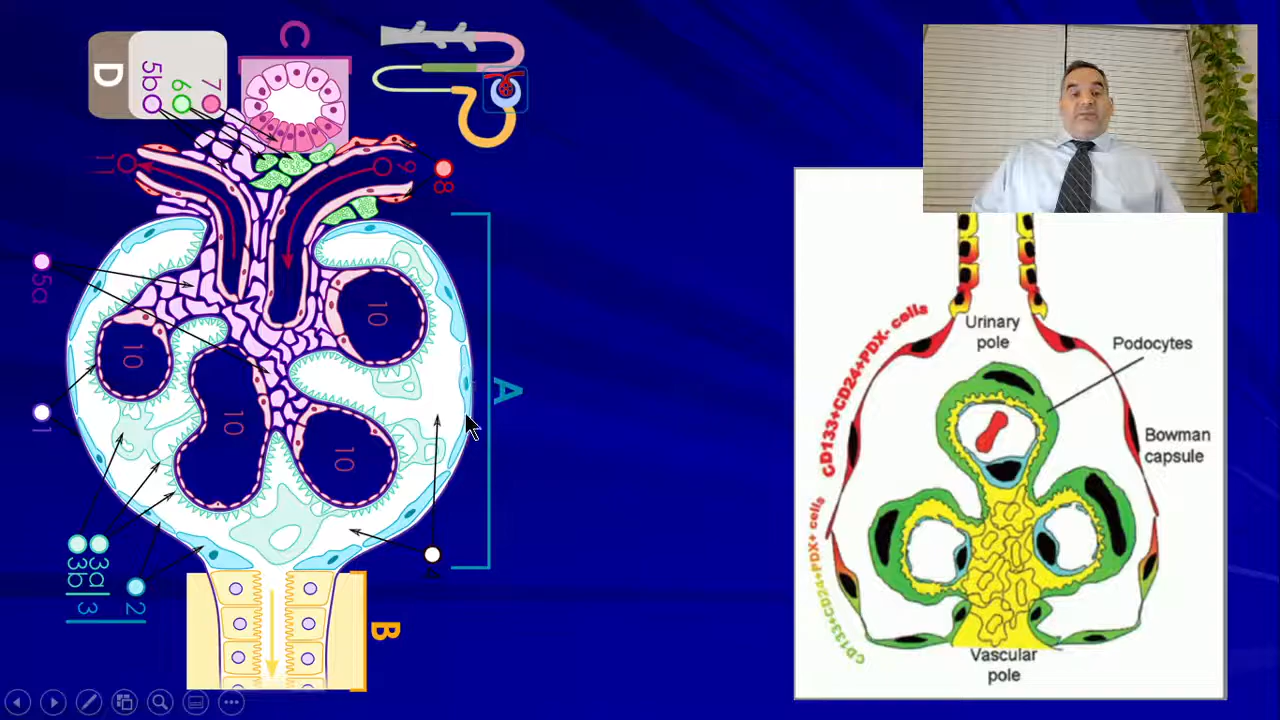 C
D
5b
6
7
11
9
8
5a
10
10
10
10
A
1
3b
3a
3
2
B
Urinary
pole
Podocytes
Bowman
capsule
CD133+CD24+PDX- cells
CD133+CD24+PDX+ cells
Vascular
pole